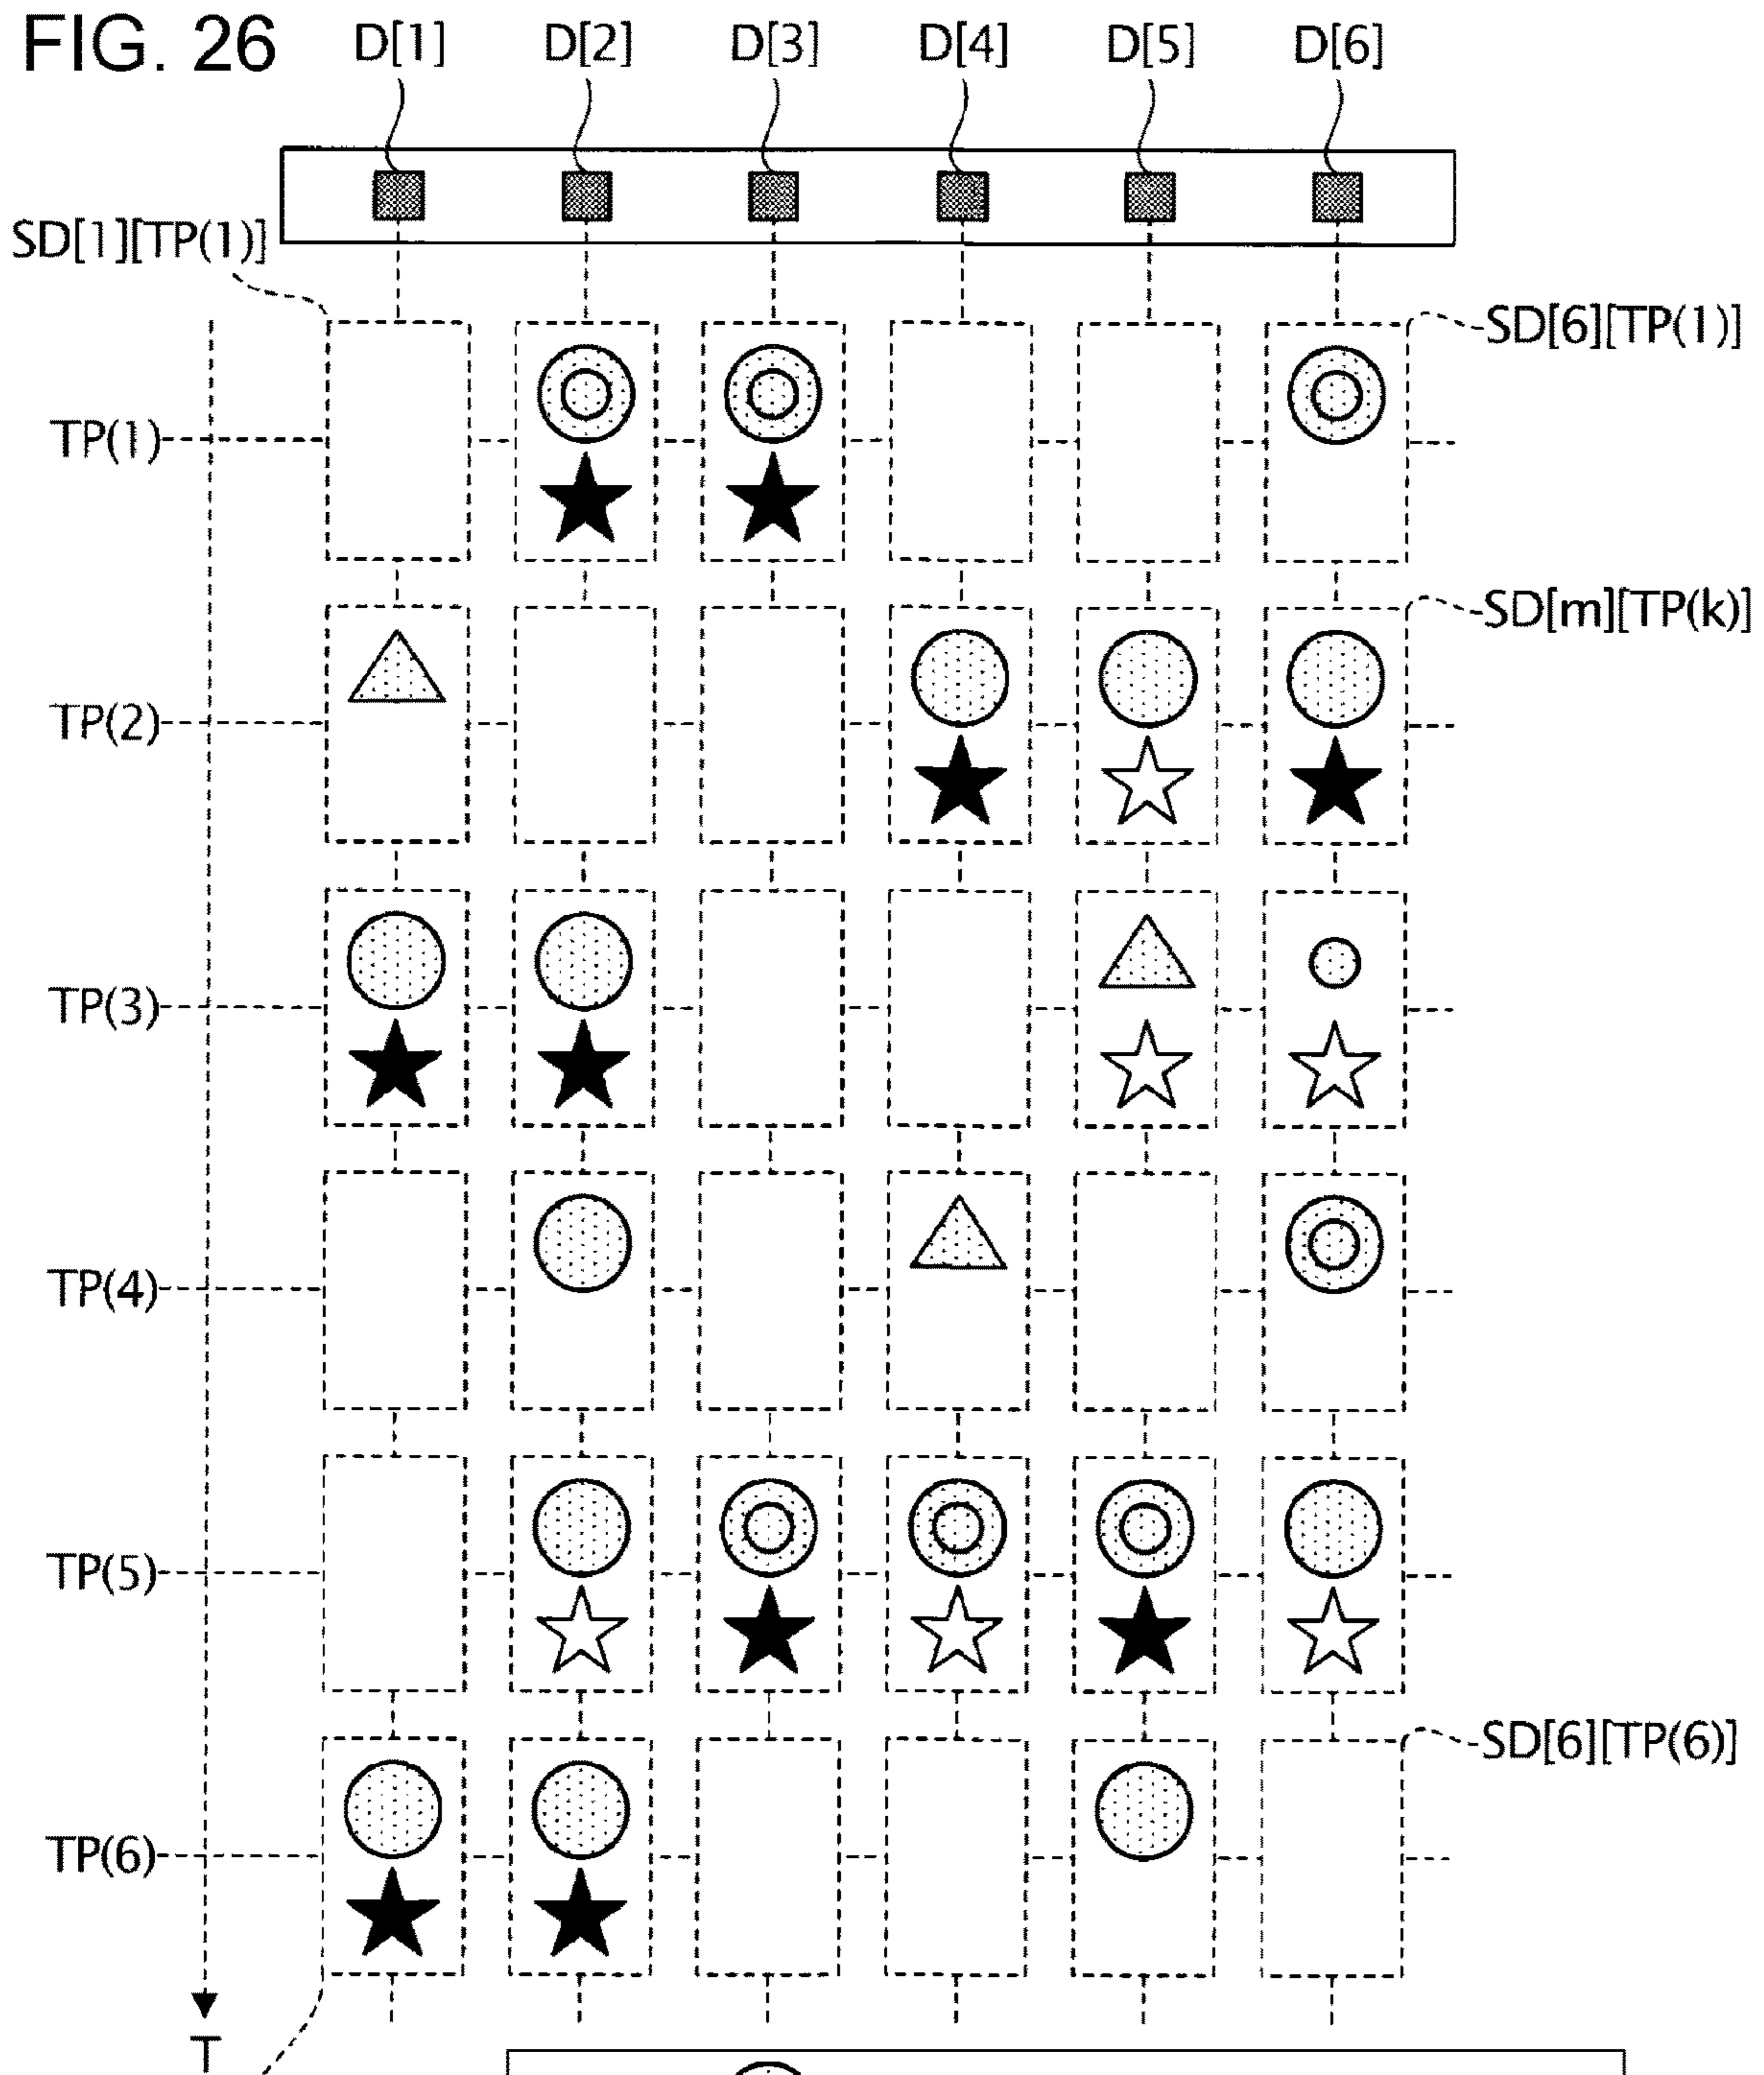 FIG. 26
D[1] D[2] D[3] D[4] D[5] D[6]
SD[1][TP(1)]
SD[6][TP(1)]
TP(1)
SD[m][TP(k)]
TP(2)
TP(3)
TP(4)
TP(5)
SD[6][TP(6)]
TP(6)
T